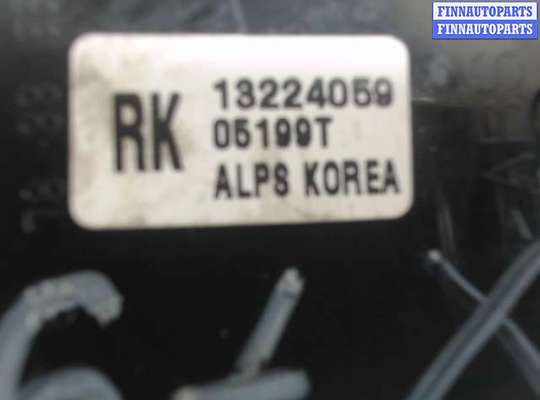 FINNAUTOPARTS
FINNAUTOPARTS
RK
13224059
05199T
ALPS KOREA